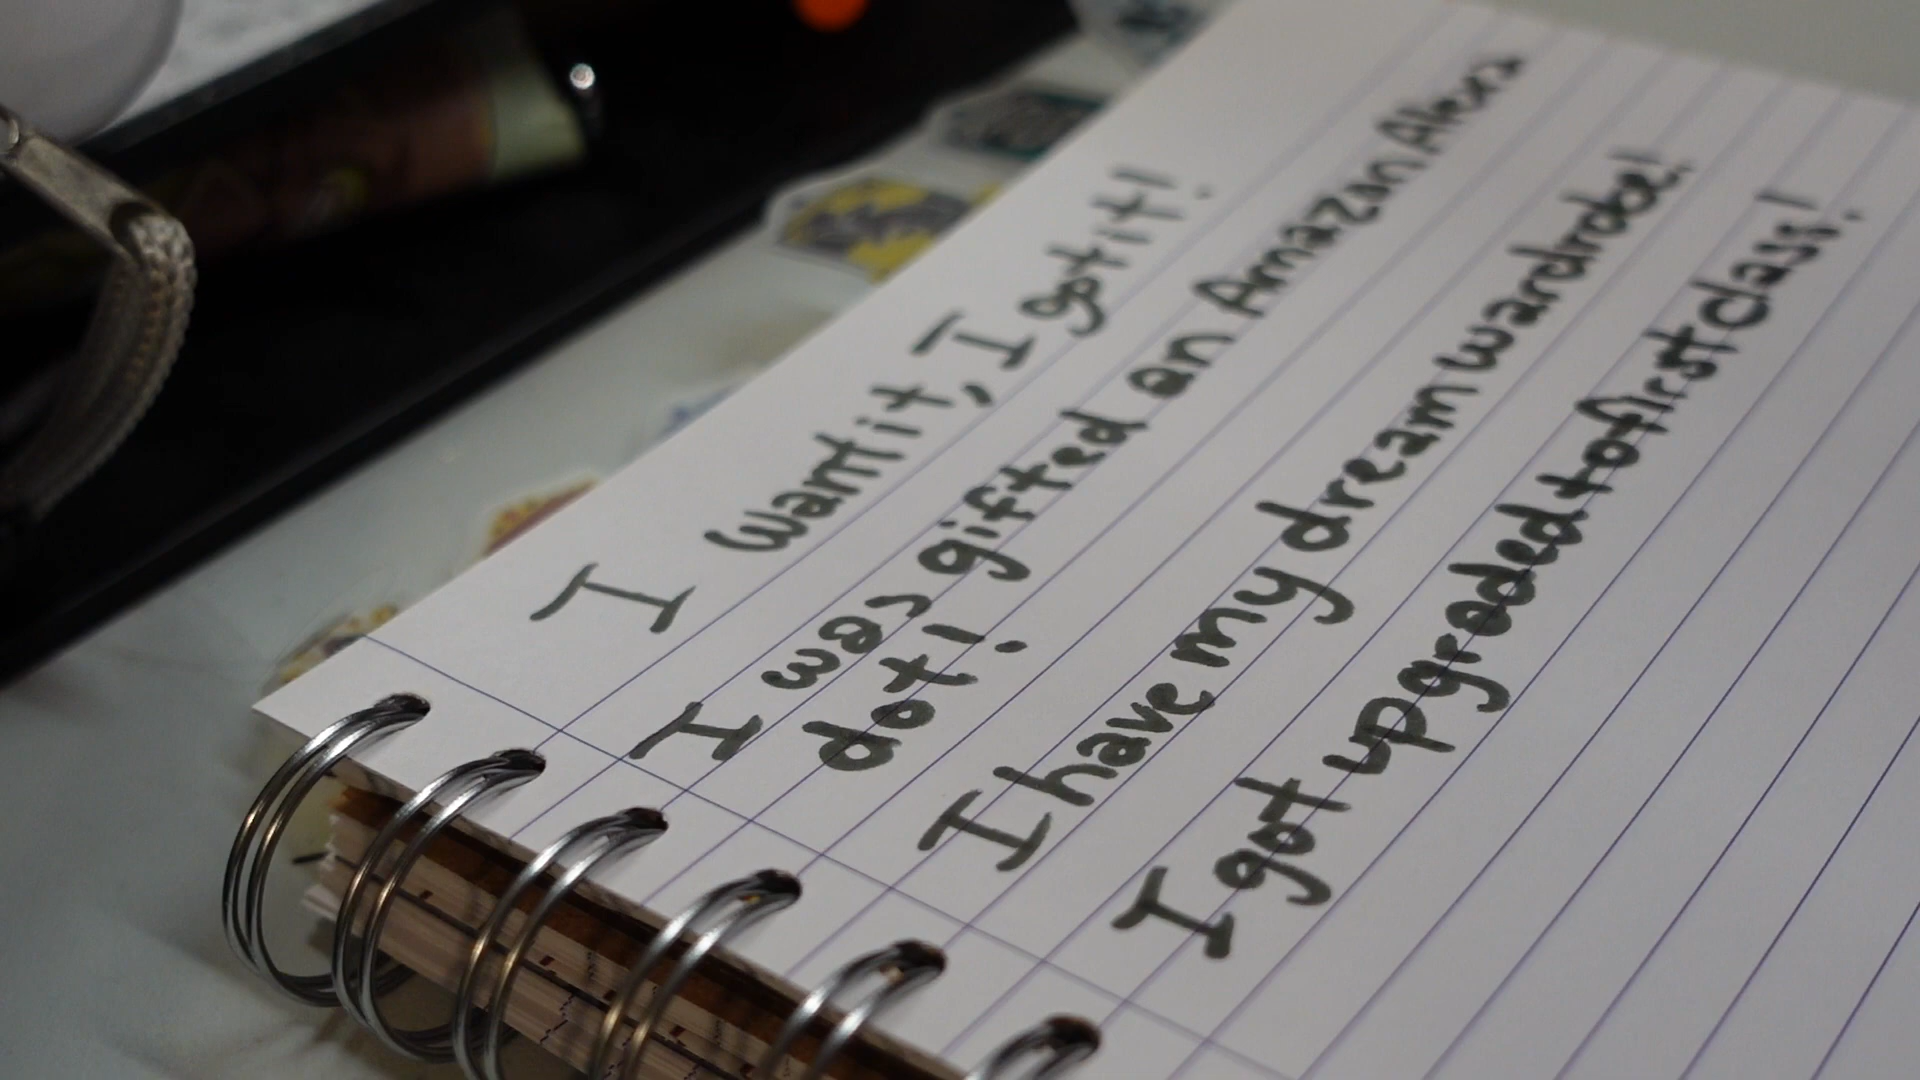 I want it, I got it!
I was gifted an Amazon Alexa
dot!
I have my dream wardrobe!
I got upgraded to first class!